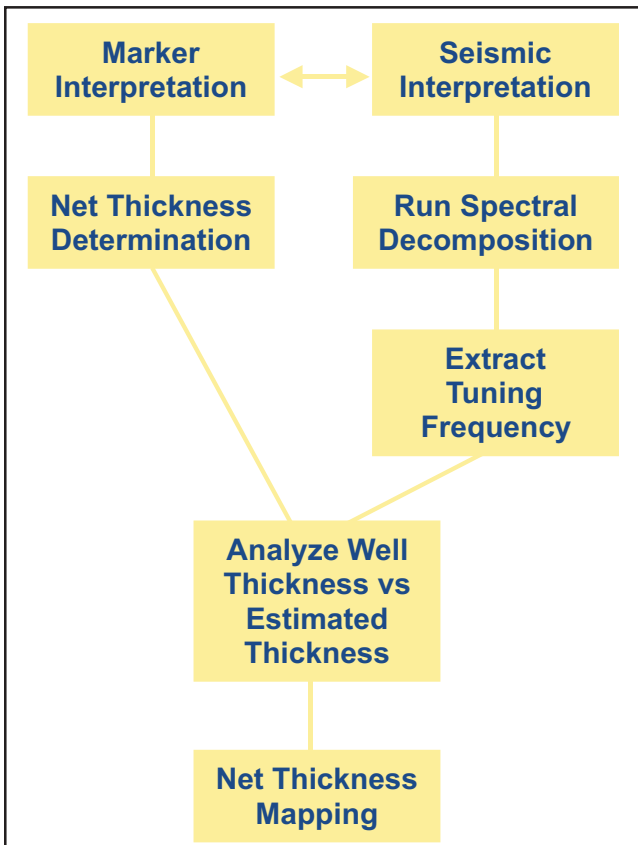 Marker
Interpretation
Seismic
Interpretation
Net Thickness
Determination
Run Spectral
Decomposition
Extract
Tuning
Frequency
Analyze Well
Thickness vs
Estimated
Thickness
Net Thickness
Mapping